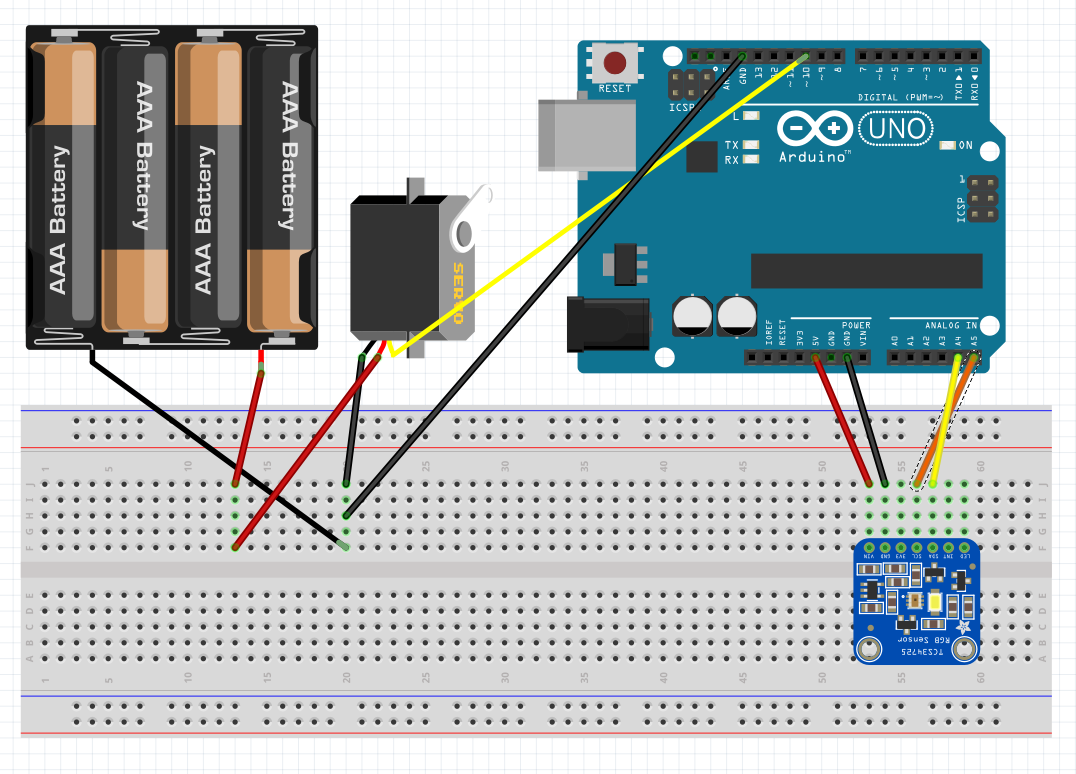 AAA Battery
AAA Battery
AAA Battery
AAA Battery
SERVO
RESET
ICSP
AREF
GND
13
12
~11
~10
~9
8
7
~6
~5
4
~3
2
TXD▶1
RXD◀0
DIGITAL (PWM=~)
L
TX
RX
Arduino™
UNO
ON
1
ICSP
IOREF
RESET
3V3
5V
GND
GND
VIN
POWER
ANALOG IN
A0
A1
A2
A3
A4
A5
1
5
10
15
25
30
35
40
45
50
55
60
J
I
H
G
F
J
I
H
G
F
VIN
GND
3V3
SCL
SDA
INT
LED
RGB Sensor
TCS34725
E
D
C
B
A
E
D
C
B
A
1
5
10
15
20
25
30
35
40
45
50
55
60